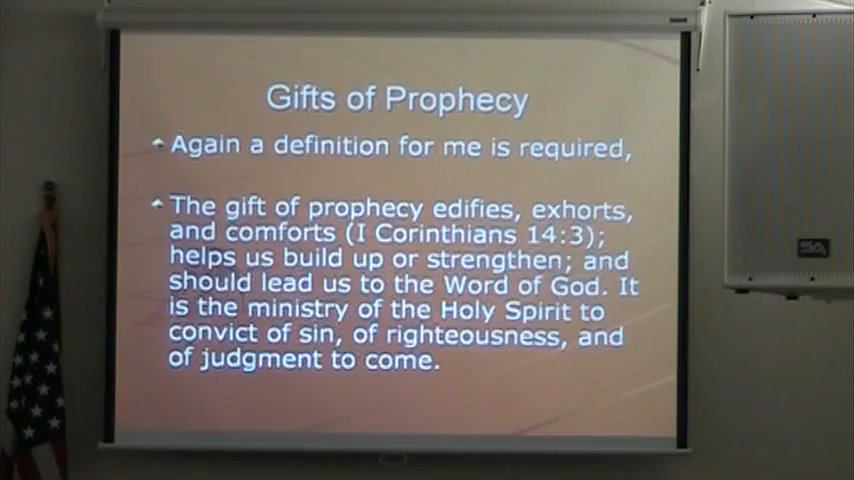 Gifts of Prophecy
Again a definition for me is required,
The gift of prophecy edifies, exhorts,
and comforts (I Corinthians 14:3);
helps us build up or strengthen; and
should lead us to the Word of God. It
is the ministry of the Holy Spirit to
convict of sin, of righteousness, and
of judgment to come.